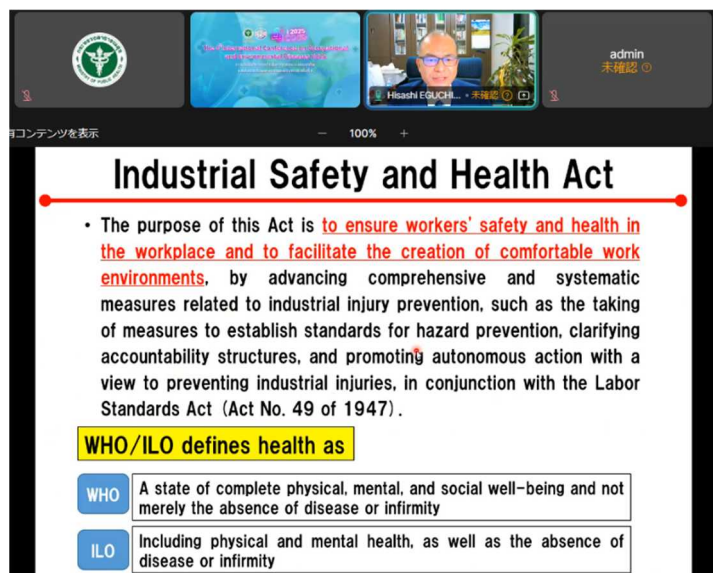 2025
Hisashi EGUCHI... • 未確認
admin
未確認
有コンテンツを表示
− 100% +
Industrial Safety and Health Act
• The purpose of this Act is to ensure workers' safety and health in
the workplace and to facilitate the creation of comfortable work
environments, by advancing comprehensive and systematic
measures related to industrial injury prevention, such as the taking
of measures to establish standards for hazard prevention, clarifying
accountability structures, and promoting autonomous action with a
view to preventing industrial injuries, in conjunction with the Labor
Standards Act (Act No. 49 of 1947).
WHO/ILO defines health as
WHO
A state of complete physical, mental, and social well-being and not
merely the absence of disease or infirmity
ILO
Including physical and mental health, as well as the absence of
disease or infirmity